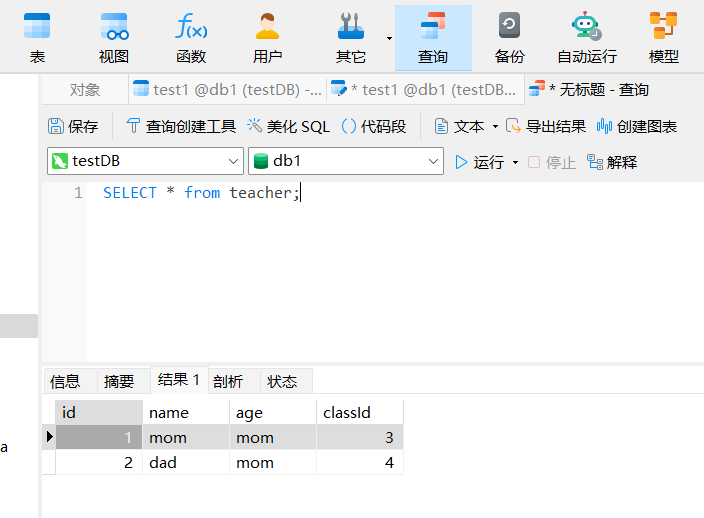 表 视图 函数 用户 其它 查询 备份 自动运行 模型
对象 test1 @db1 (testDB) -... * test1 @db1 (testDB... * 无标题 - 查询
保存 查询创建工具 美化 SQL 代码段 文本 导出结果 创建图表
testDB db1 运行 停止 解释
1 SELECT * from teacher;
信息 摘要 结果 1 剖析 状态
id name age classId
1 mom mom 3
a
2 dad mom 4